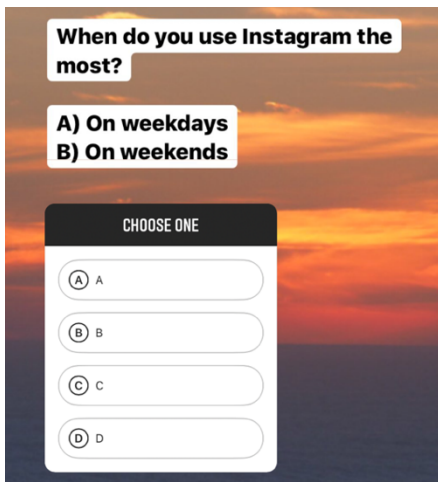 When do you use Instagram the
most?
A) On weekdays
B) On weekends
CHOOSE ONE
A A
B B
C C
D D